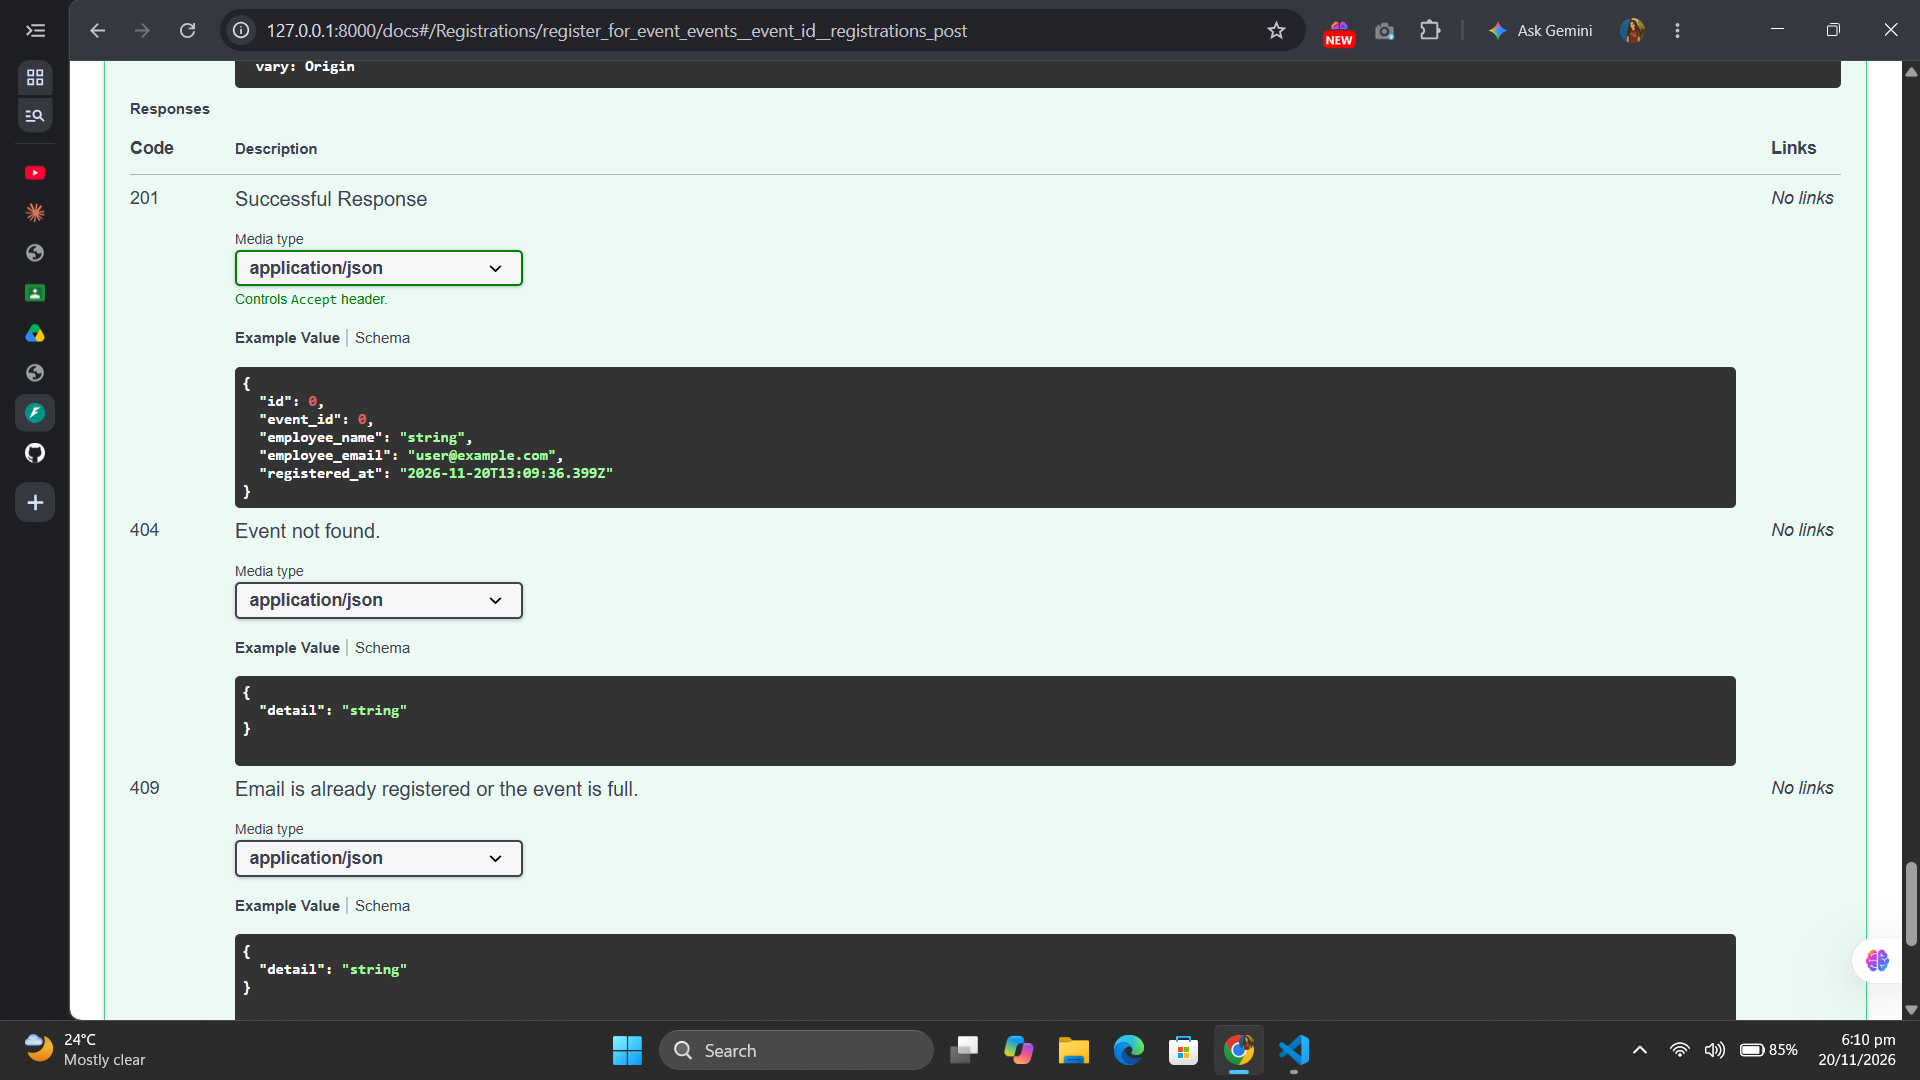 127.0.0.1:8000/docs#/Registrations/register_for_event_events__event_id__registrations_post
NEW
Ask Gemini
vary: Origin
Responses
Code
Description
Links
201
Successful Response
No links
Media type
application/json
Controls Accept header.
Example Value
Schema
{
"id": 0,
"event_id": 0,
"employee_name": "string",
"employee_email": "user@example.com",
"registered_at": "2026-11-20T13:09:36.399Z"
}
404
Event not found.
No links
Media type
application/json
Example Value
Schema
{
"detail": "string"
}
409
Email is already registered or the event is full.
No links
Media type
application/json
Example Value
Schema
{
"detail": "string"
}
24°C
Mostly clear
Search
85%
6:10 pm
20/11/2026